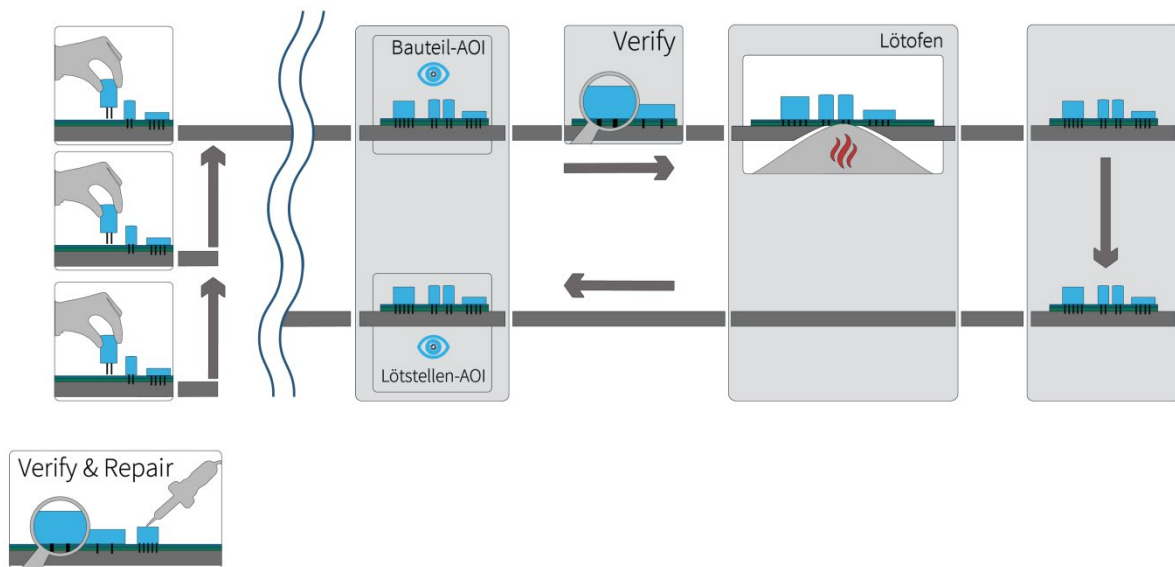 Bauteil-AOI
Verify
Lötofen
Lötstellen-AOI
Verify & Repair